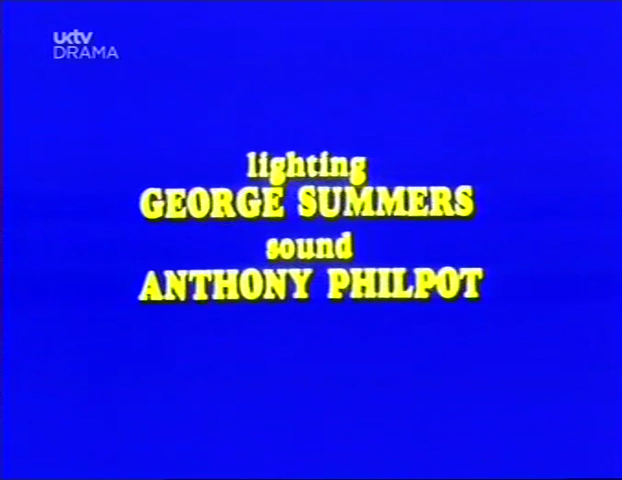 uktv
DRAMA
lighting
GEORGE SUMMERS
sound
ANTHONY PHILPOT